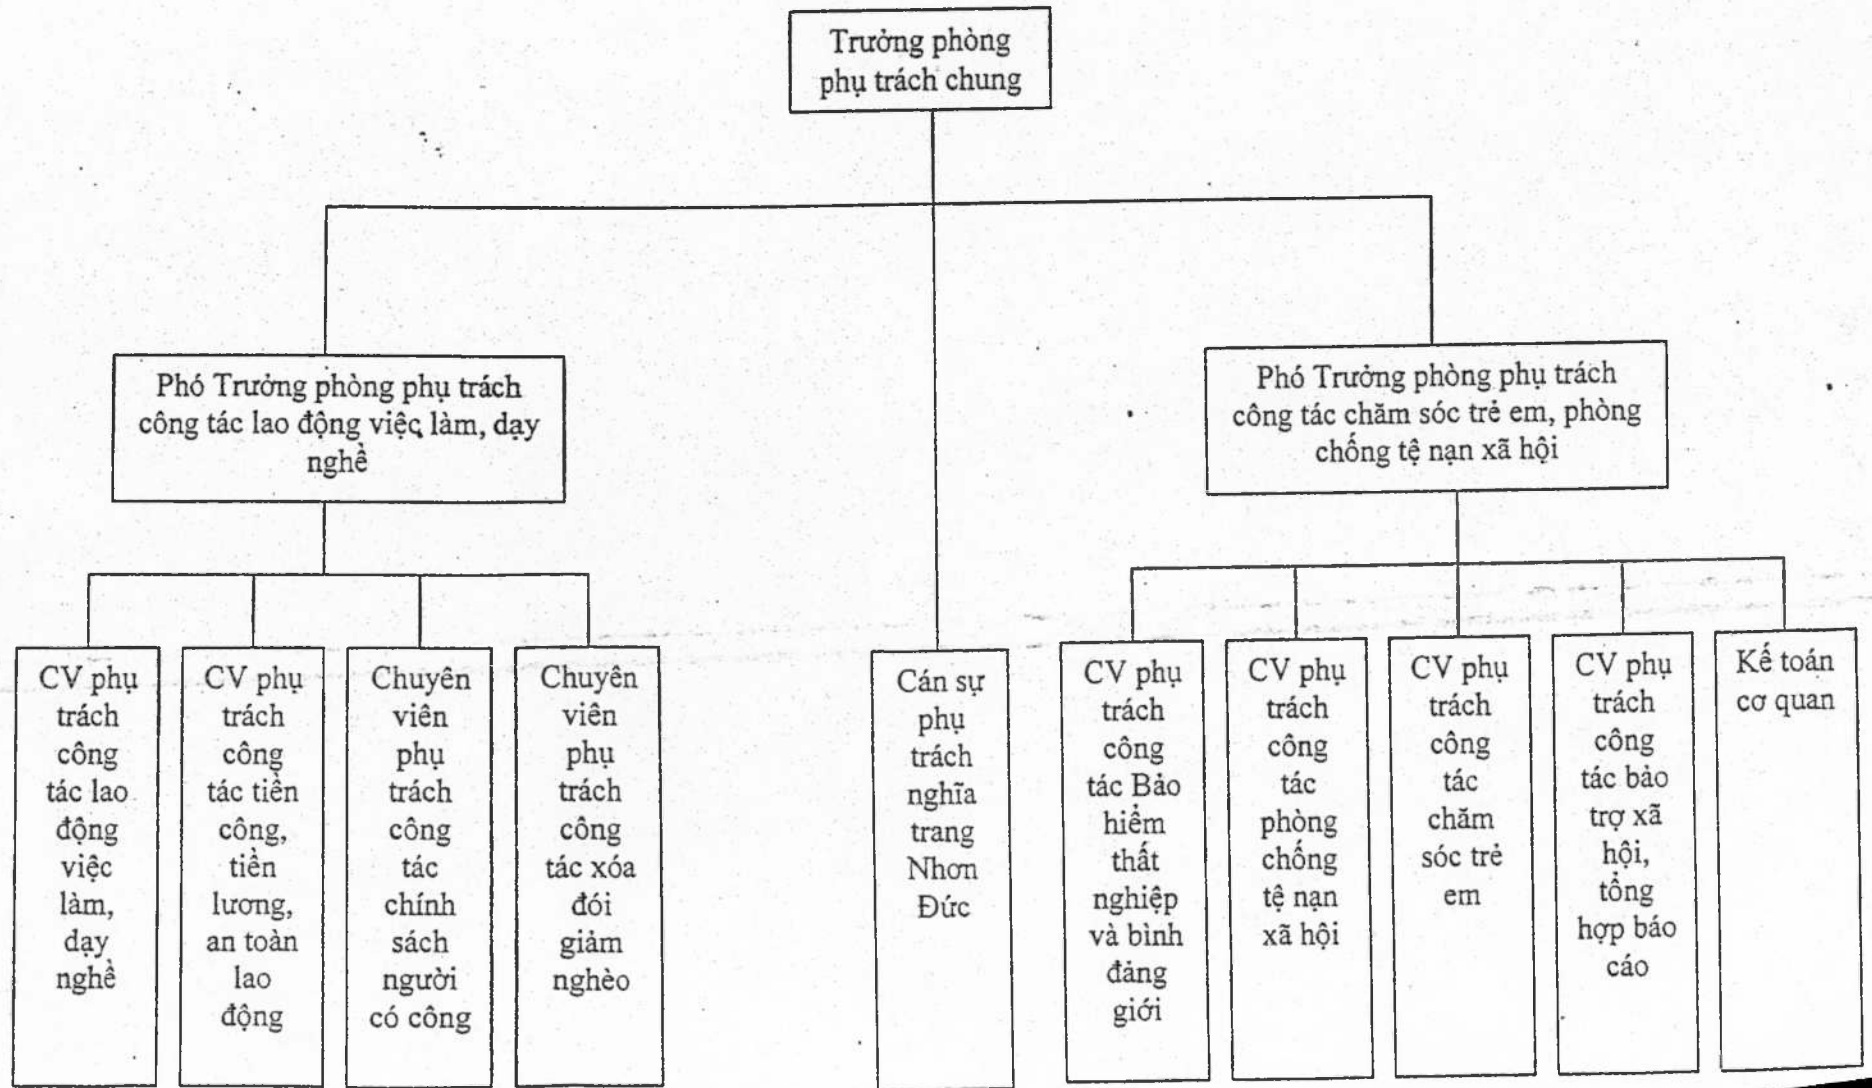 Trưởng phòng
phụ trách chung
Phó Trưởng phòng phụ trách
công tác lao động việc làm, dạy
nghề
Phó Trưởng phòng phụ trách
công tác chăm sóc trẻ em, phòng
chống tệ nạn xã hội
CV phụ
trách
công
tác lao
động
việc
làm,
dạy
nghề
CV phụ
trách
công
tác tiền
công,
tiền
lương,
an toàn
lao
động
Chuyên
viên
phụ
trách
công
tác
chính
sách
người
có công
Chuyên
viên
phụ
trách
công
tác xóa
đói
giảm
nghèo
Cán sự
phụ
trách
nghĩa
trang
Nhơn
Đức
CV phụ
trách
công
tác Bảo
hiểm
thất
nghiệp
và bình
đảng
giới
CV phụ
trách
công
tác
phòng
chống
tệ nạn
xã hội
CV phụ
trách
công
tác
chăm
sóc trẻ
em
CV phụ
trách
công
tác bảo
trợ xã
hội,
tổng
hợp báo
cáo
Kế toán
cơ quan